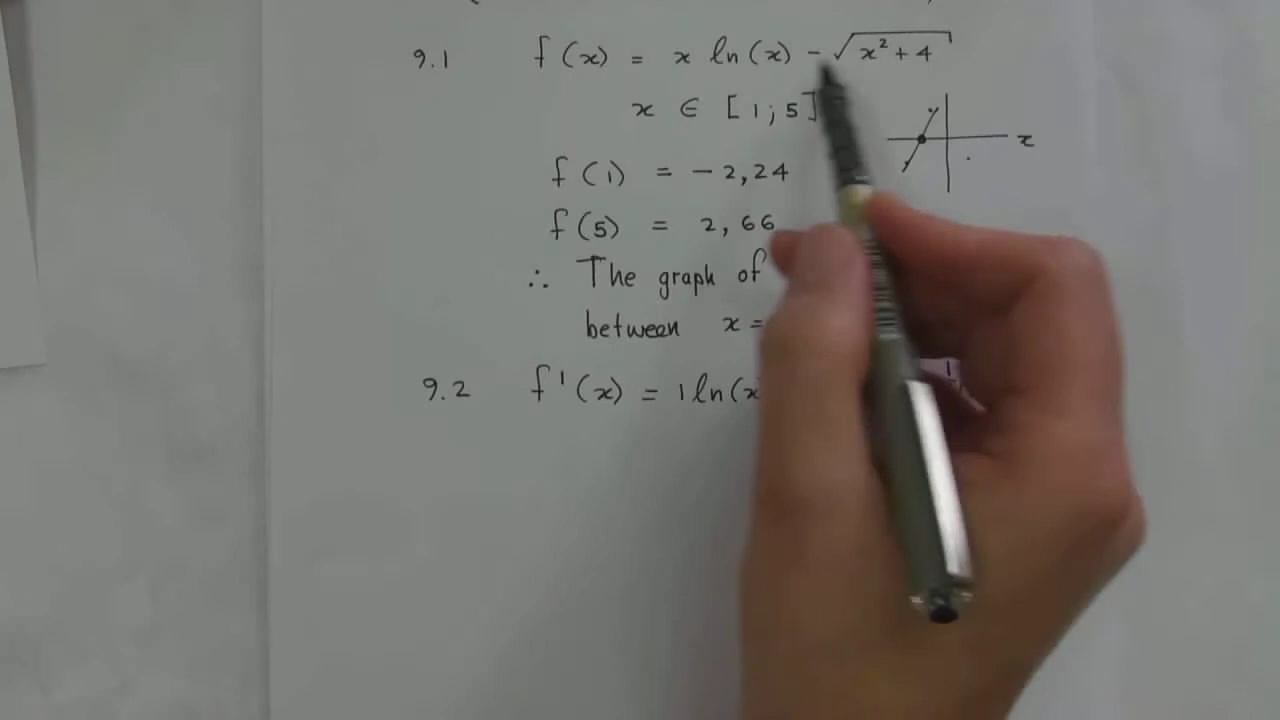 9.1 f(x) = x ln(x) - √(x² + 4)
x ∈ [1;5]
x
f(1) = -2,24
f(5) = 2,66
∴ The graph of
between x =
9.2 f'(x) = 1 ln(x